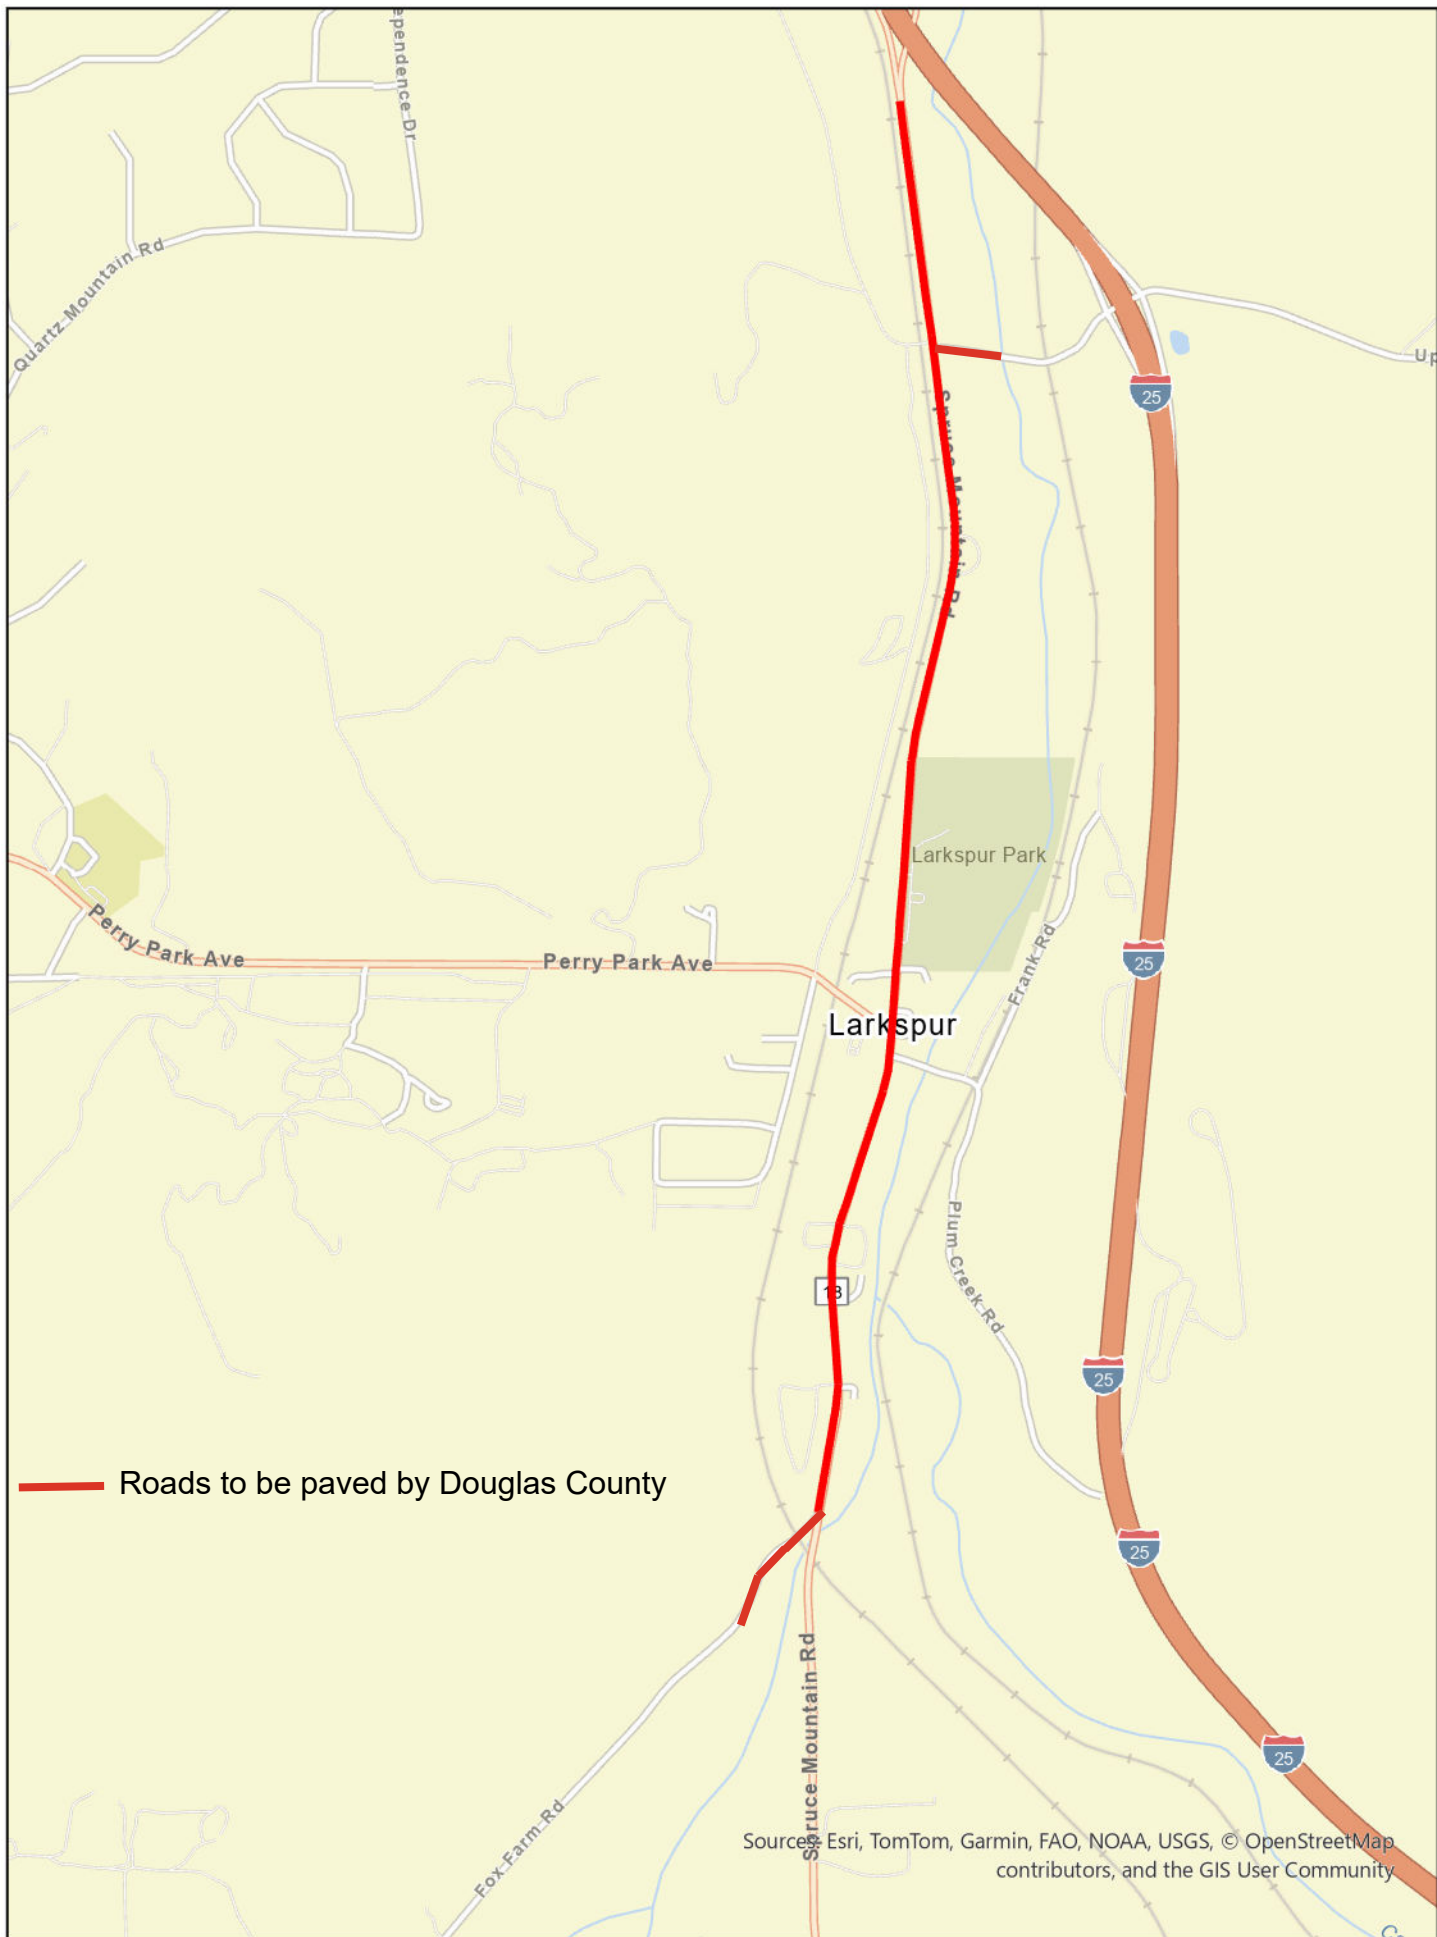 ependence Dr
Quartz Mountain Rd
25
Up
Spruce Mountain Rd
Larkspur Park
Perry Park Ave
Perry Park Ave
Frank Rd
25
Larkspur
Plum Creek Rd
18
25
Roads to be paved by Douglas County
25
Spruce Mountain Rd
25
Fox Farm Rd
Sources: Esri, TomTom, Garmin, FAO, NOAA, USGS, © OpenStreetMap
contributors, and the GIS User Community